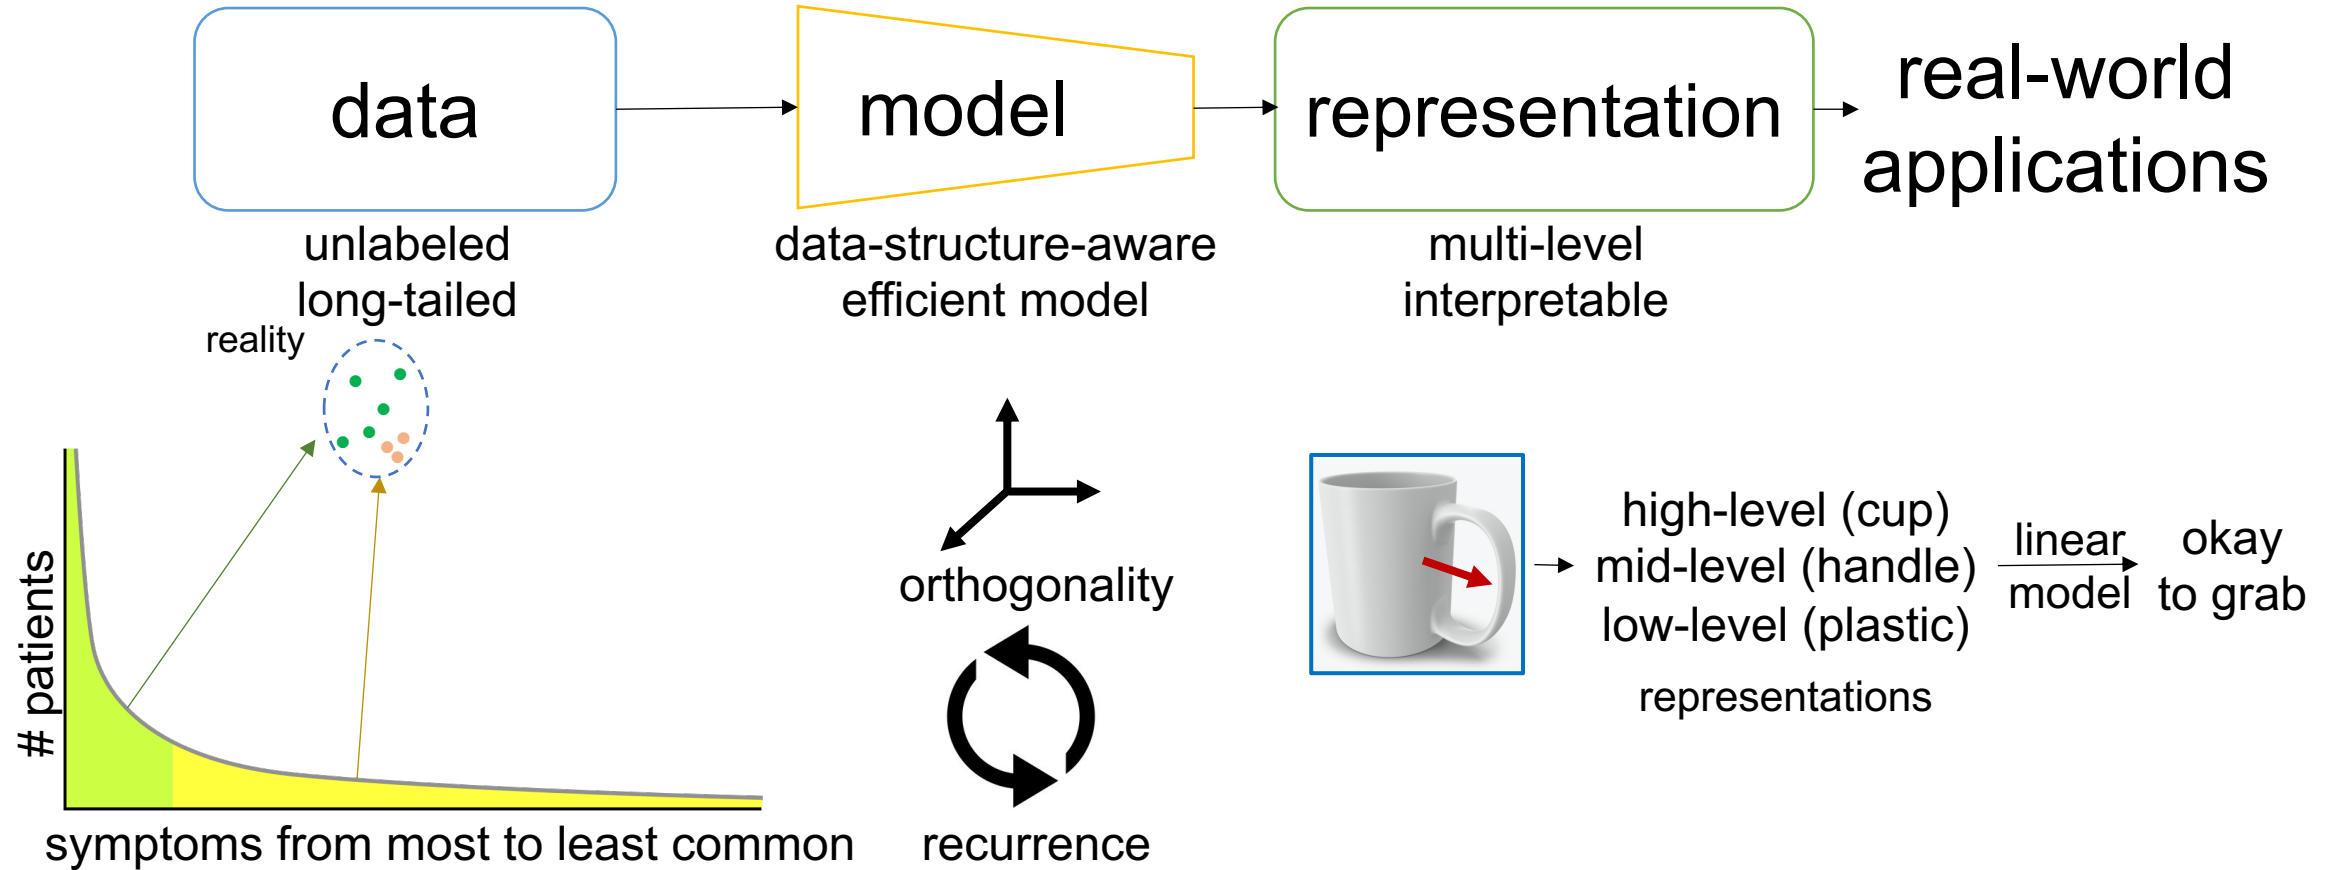 data
model
representation
real-world
applications
unlabeled
long-tailed
data-structure-aware
efficient model
multi-level
interpretable
reality
# patients
symptoms from most to least common
orthogonality
recurrence
high-level (cup)
mid-level (handle)
low-level (plastic)
representations
linear
model
okay
to grab